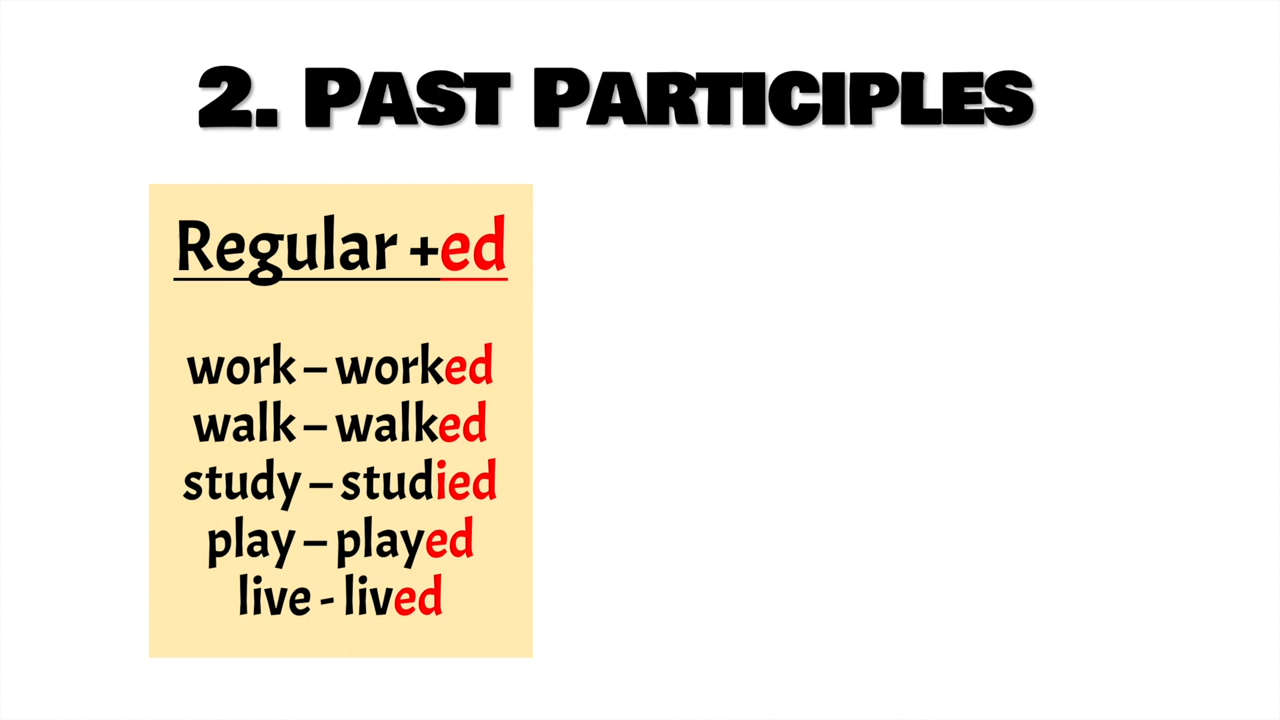 2. Past Participles
Regular +ed
work – worked
walk – walked
study – studied
play – played
live - lived